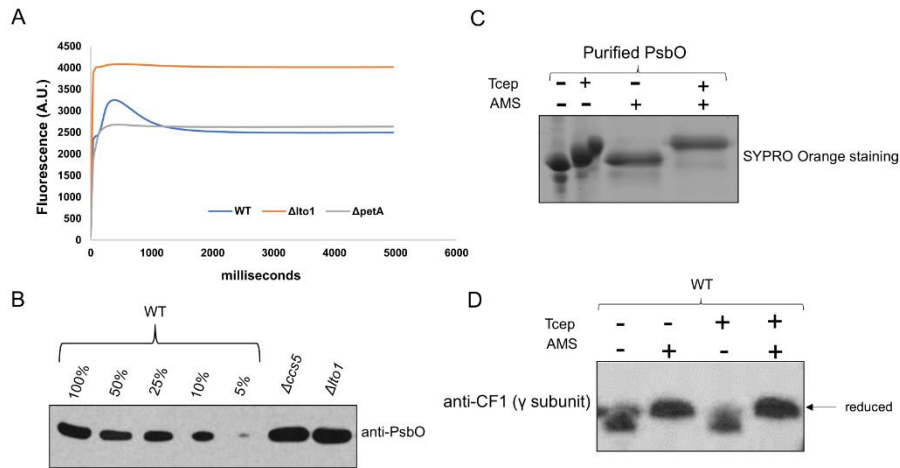 A
4500
4000
3500
3000
2500
2000
1500
1000
500
0
Fluorescence (A.U.)
WT Δlto1 ΔpetA
0 1000 2000 3000 4000 5000 6000
milliseconds
B
WT
100% 50% 25% 10% 5% Δccs5 Δlto1
anti-PsbO
C
Purified PsbO
Tcep - + - +
AMS - - + +
SYPRO Orange staining
D
WT
Tcep - - + +
AMS - + - +
anti-CF1 (γ subunit)
reduced